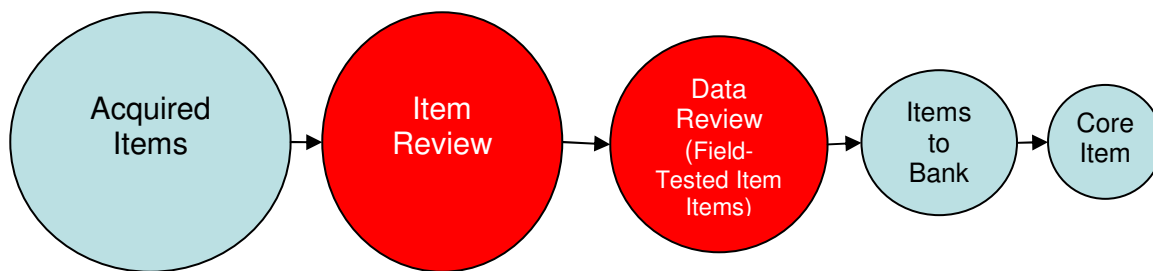 Acquired
Items
Item
Review
Data
Review
(Field-
Tested Item
Items)
Items
to
Bank
Core
Item